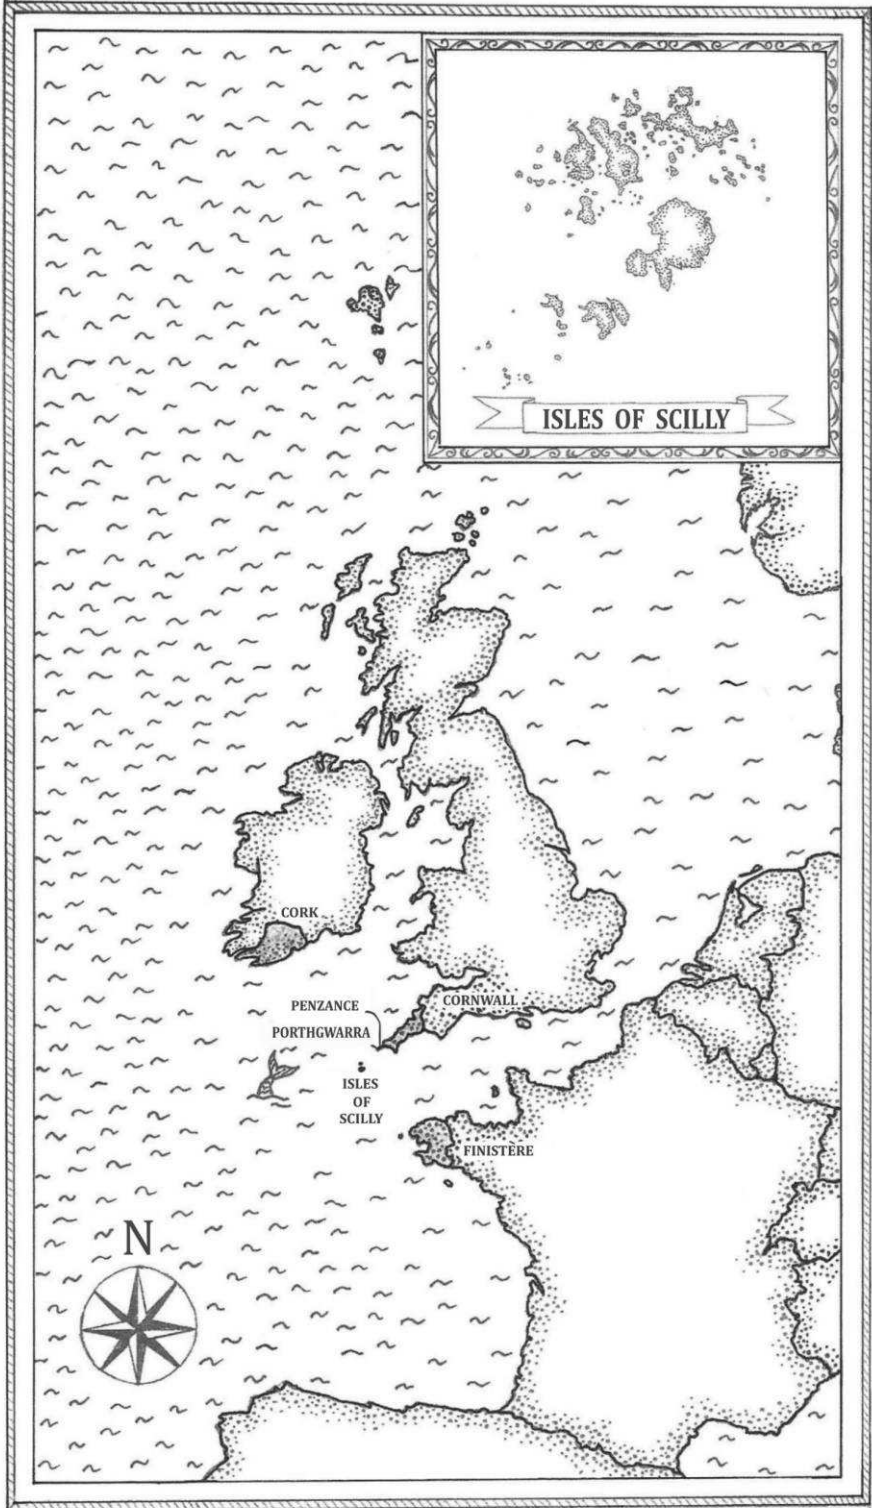 ISLES OF SCILLY
CORK
CORNWALL
PENZANCE
PORTHGWARRA
ISLES
OF
SCILLY
FINISTÈRE
N